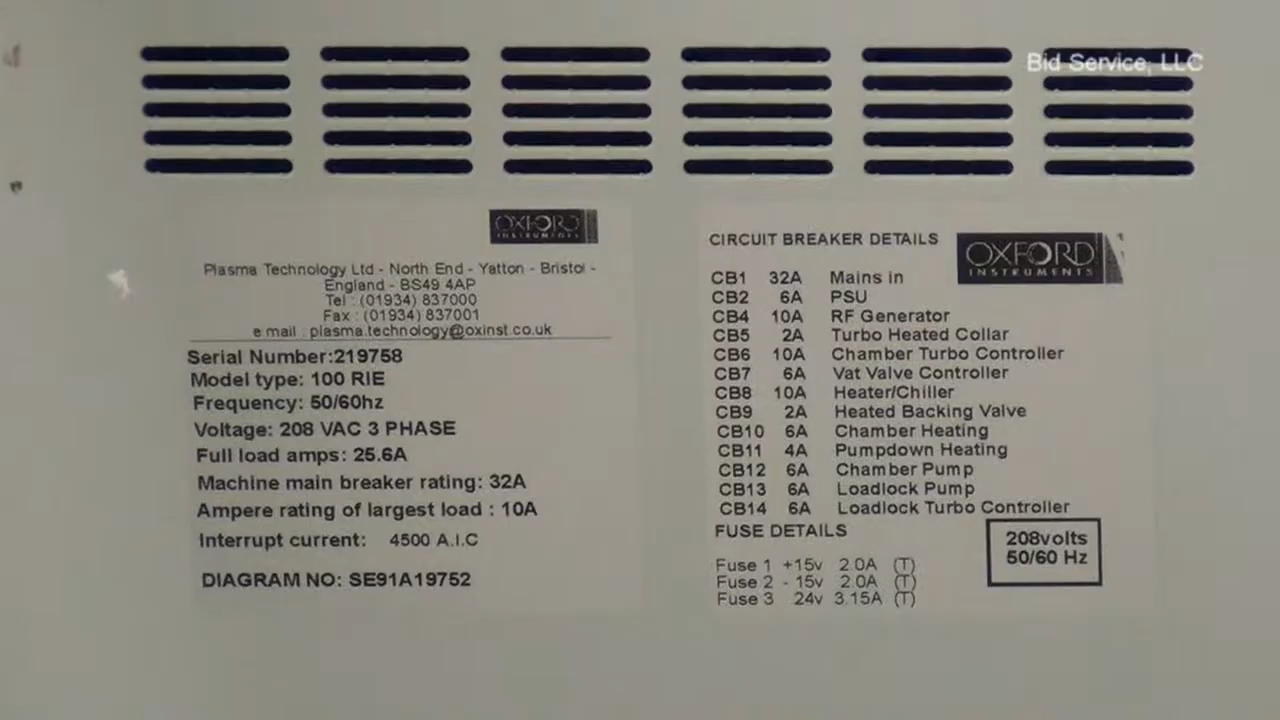 Bid Service, LLC
OXFORD
INSTRUMENTS
Plasma Technology Ltd - North End - Yatton - Bristol -
England - BS49 4AP
Tel : (01934) 837000
Fax : (01934) 837001
e mail : plasma.technology@oxinst.co.uk
Serial Number:219758
Model type: 100 RIE
Frequency: 50/60hz
Voltage: 208 VAC 3 PHASE
Full load amps: 25.6A
Machine main breaker rating: 32A
Ampere rating of largest load : 10A
Interrupt current: 4500 A.I.C
DIAGRAM NO: SE91A19752
CIRCUIT BREAKER DETAILS
OXFORD
INSTRUMENTS
CB1 32A Mains in
CB2 6A PSU
CB4 10A RF Generator
CB5 2A Turbo Heated Collar
CB6 10A Chamber Turbo Controller
CB7 6A Vat Valve Controller
CB8 10A Heater/Chiller
CB9 2A Heated Backing Valve
CB10 6A Chamber Heating
CB11 4A Pumpdown Heating
CB12 6A Chamber Pump
CB13 6A Loadlock Pump
CB14 6A Loadlock Turbo Controller
FUSE DETAILS
Fuse 1 +15v 2.0A (T)
Fuse 2 - 15v 2.0A (T)
Fuse 3 24v 3.15A (T)
208volts
50/60 Hz